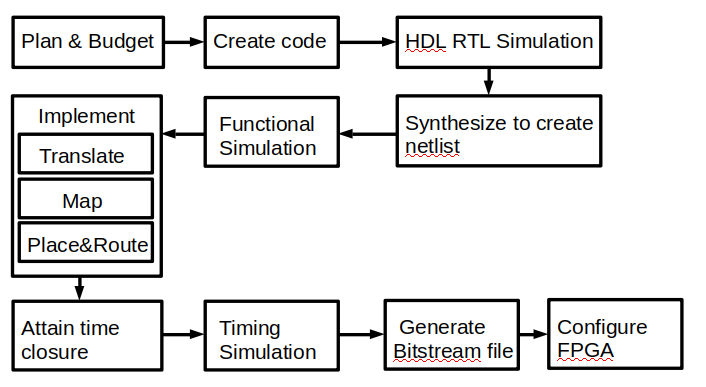 Plan & Budget
Create code
HDL RTL Simulation
Synthesize to create
netlist
Functional
Simulation
Implement
Translate
Map
Place&Route
Attain time
closure
Timing
Simulation
Generate
Bitstream file
Configure
FPGA